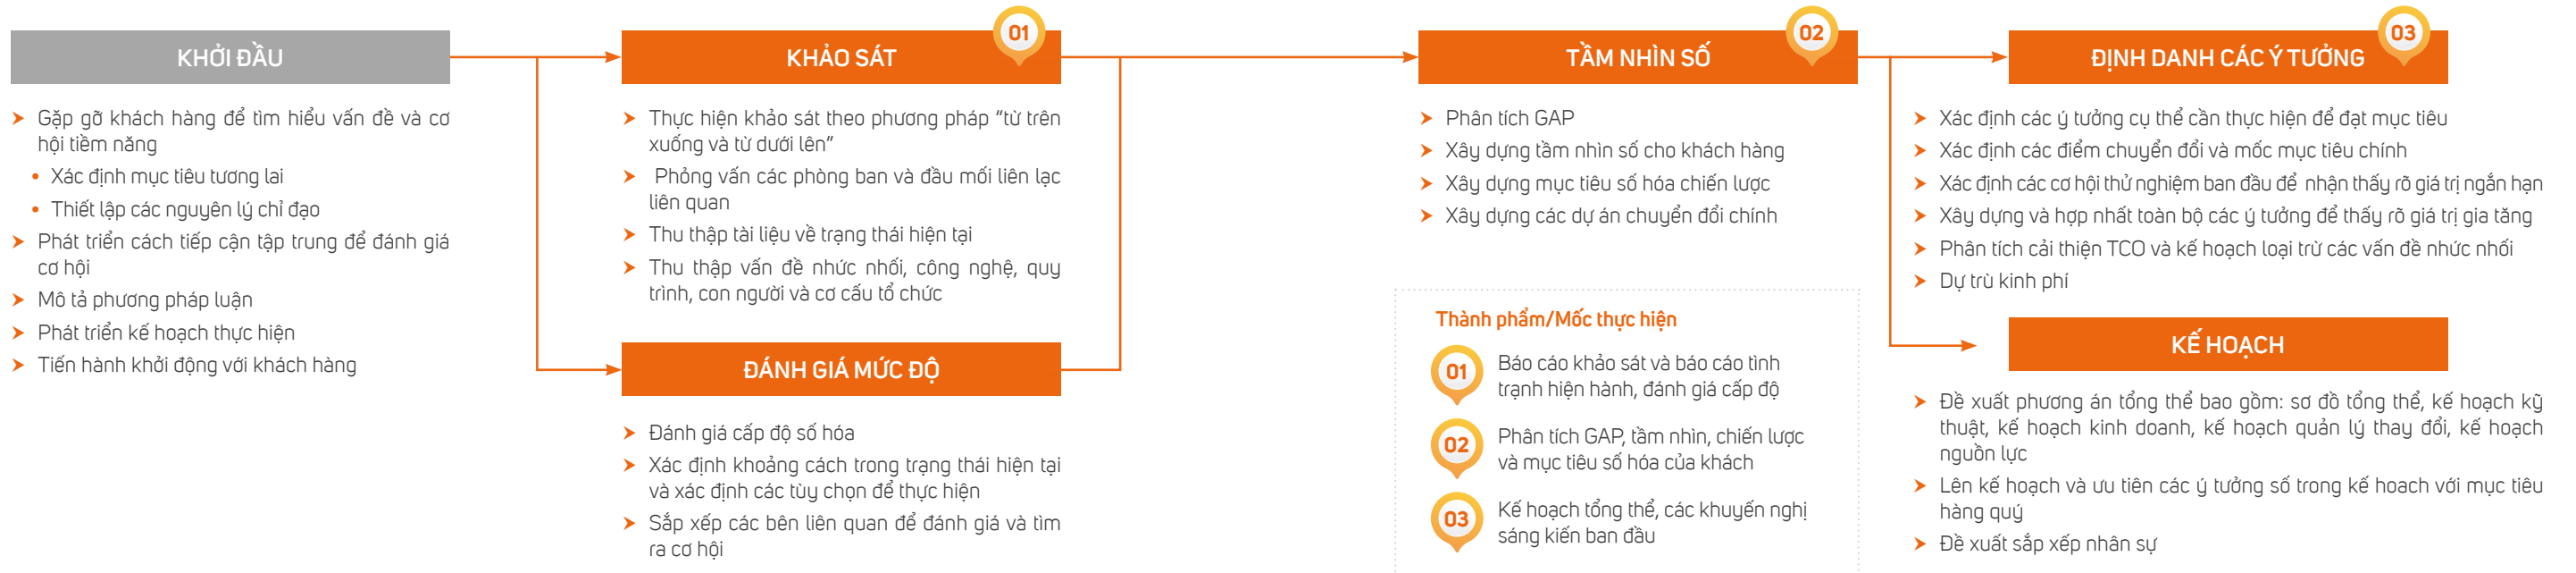 KHỞI ĐẦU
Gặp gỡ khách hàng để tìm hiểu vấn đề và cơ
hội tiềm năng
Xác định mục tiêu tương lai
Thiết lập các nguyên lý chỉ đạo
Phát triển cách tiếp cận tập trung để đánh giá
cơ hội
Mô tả phương pháp luận
Phát triển kế hoạch thực hiện
Tiến hành khởi động với khách hàng
01
KHẢO SÁT
Thực hiện khảo sát theo phương pháp “từ trên
xuống và từ dưới lên”
Phỏng vấn các phòng ban và đầu mối liên lạc
liên quan
Thu thập tài liệu về trạng thái hiện tại
Thu thập vấn đề nhức nhối, công nghệ, quy
trình, con người và cơ cấu tổ chức
ĐÁNH GIÁ MỨC ĐỘ
Đánh giá cấp độ số hóa
Xác định khoảng cách trong trạng thái hiện tại
và xác định các tùy chọn để thực hiện
Sắp xếp các bên liên quan để đánh giá và tìm
ra cơ hội
02
TẦM NHÌN SỐ
Phân tích GAP
Xây dựng tầm nhìn số cho khách hàng
Xây dựng mục tiêu số hóa chiến lược
Xây dựng các dự án chuyển đổi chính
Thành phẩm/Mốc thực hiện
01
Báo cáo khảo sát và báo cáo tình
trạnh hiện hành, đánh giá cấp độ
02
Phân tích GAP, tầm nhìn, chiến lược
và mục tiêu số hóa của khách
03
Kế hoạch tổng thể, các khuyến nghị
sáng kiến ban đầu
03
ĐỊNH DANH CÁC Ý TƯỞNG
Xác định các ý tưởng cụ thể cần thực hiện để đạt mục tiêu
Xác định các điểm chuyển đổi và mốc mục tiêu chính
Xác định các cơ hội thử nghiệm ban đầu để nhận thấy rõ giá trị ngắn hạn
Xây dựng và hợp nhất toàn bộ các ý tưởng để thấy rõ giá trị gia tăng
Phân tích cải thiện TCO và kế hoạch loại trừ các vấn đề nhức nhối
Dự trù kinh phí
KẾ HOẠCH
Đề xuất phương án tổng thể bao gồm: sơ đồ tổng thể, kế hoạch kỹ
thuật, kế hoạch kinh doanh, kế hoạch quản lý thay đổi, kế hoạch
nguồn lực
Lên kế hoạch và ưu tiên các ý tưởng số trong kế hoach với mục tiêu
hàng quý
Đề xuất sắp xếp nhân sự